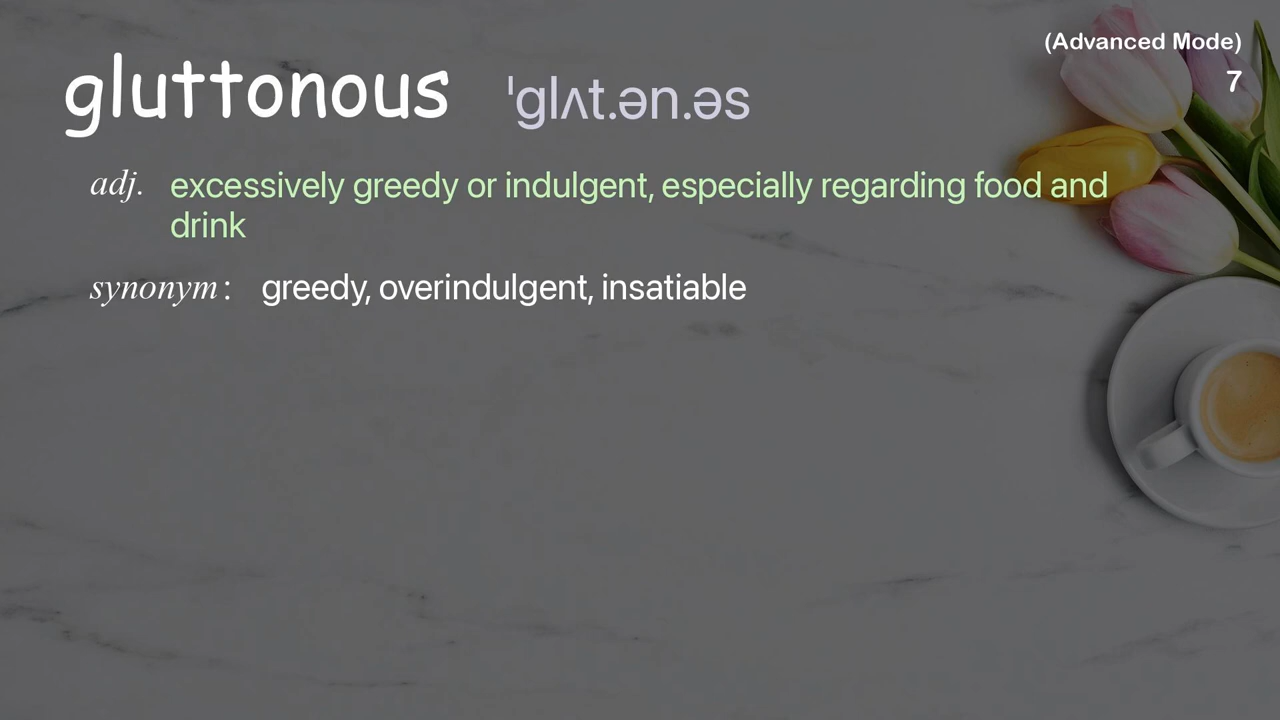 (Advanced Mode)
gluttonous ˈɡlʌt.ən.əs
7
adj. excessively greedy or indulgent, especially regarding food and
drink
synonym : greedy, overindulgent, insatiable